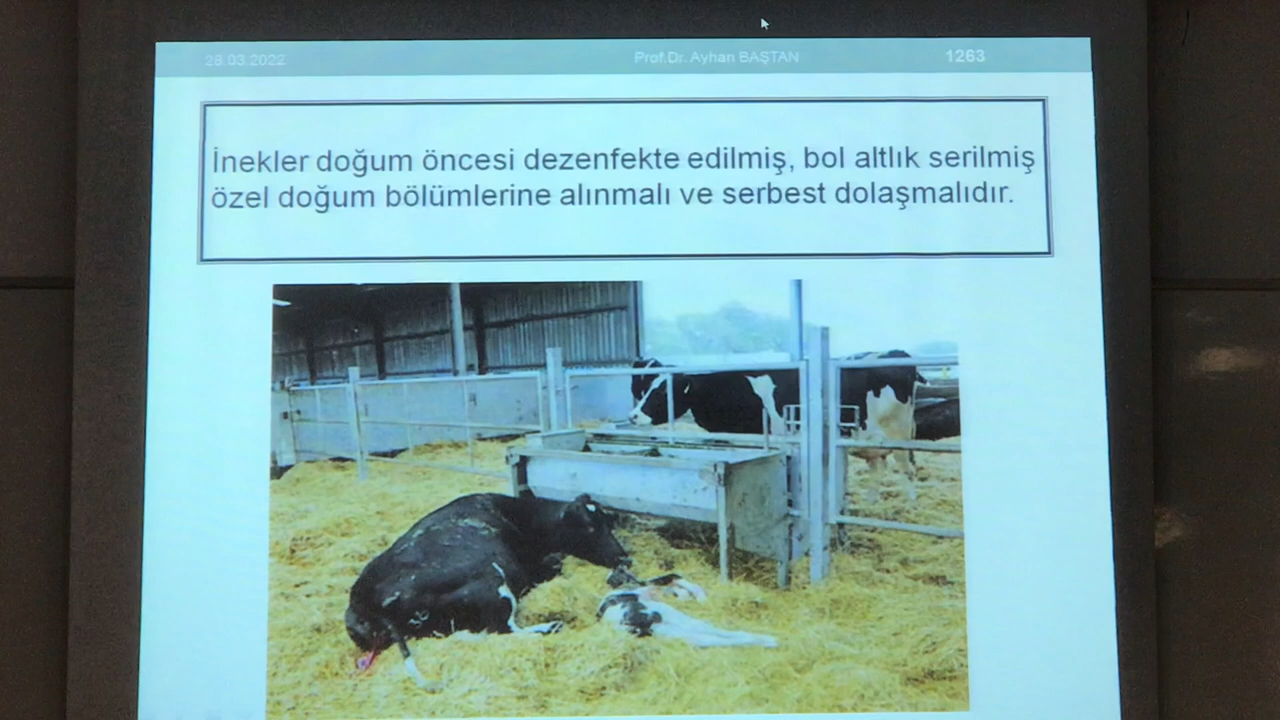 28.03.2022 Prof.Dr. Ayhan BAŞTAN 1263
İnekler doğum öncesi dezenfekte edilmiş, bol altlık serilmiş
özel doğum bölümlerine alınmalı ve serbest dolaşmalıdır.